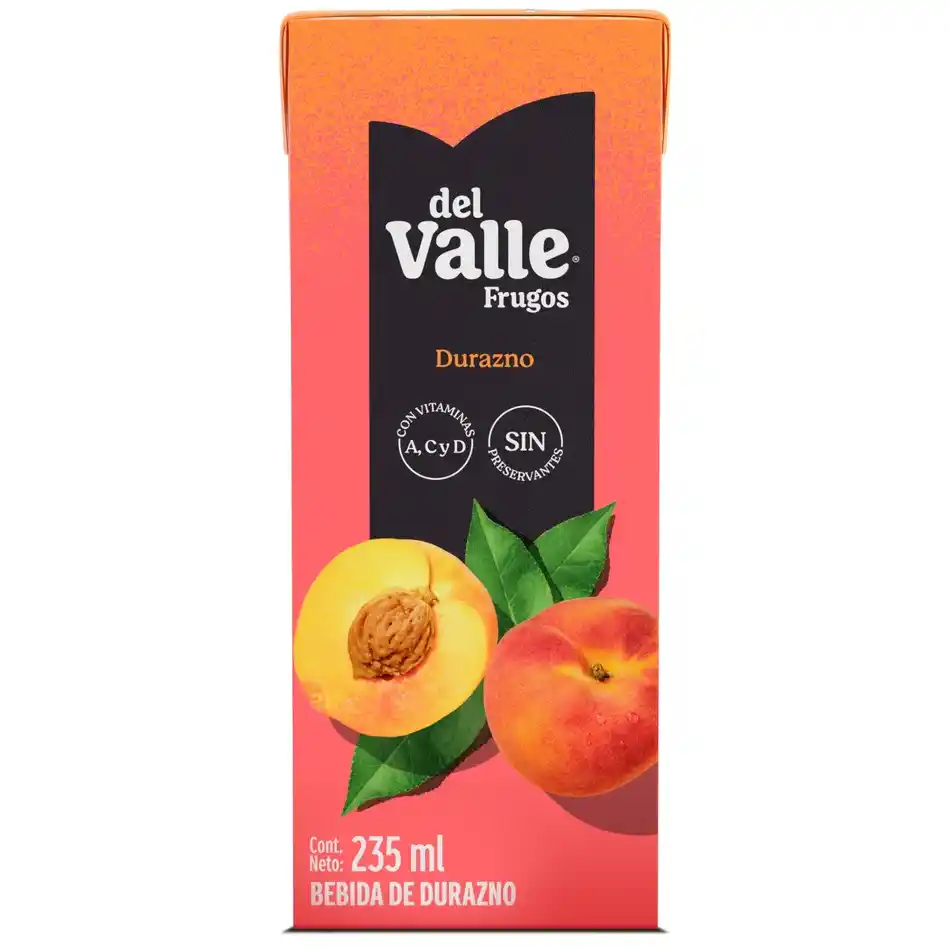 del
Valle®
Frugos
Durazno
CON VITAMINAS
A, C y D
SIN
PRESERVANTES
Cont.
Neto: 235 ml
BEBIDA DE DURAZNO